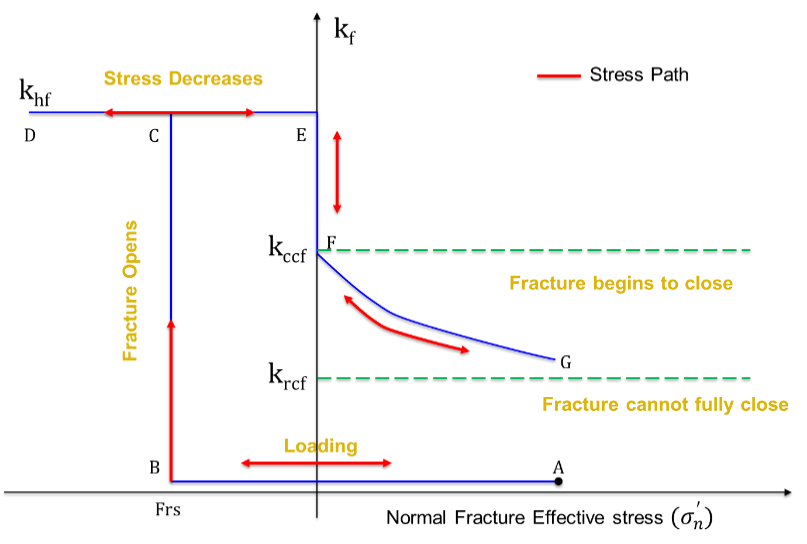 k_f
Stress Path
Stress Decreases
k_hf
D
C
E
Fracture Opens
F
k_ccf
Fracture begins to close
G
k_rcf
Fracture cannot fully close
Loading
B
A
Frs
Normal Fracture Effective stress (σ_n′)